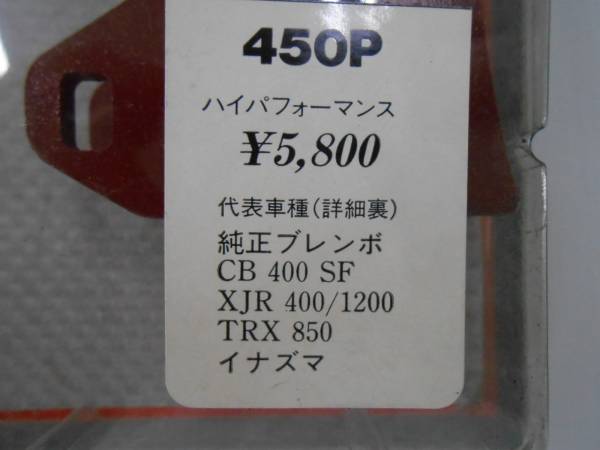 450P
ハイパフォーマンス
¥5,800
代表車種(詳細裏)
純正ブレンボ
CB 400 SF
XJR 400/1200
TRX 850
イナズマ